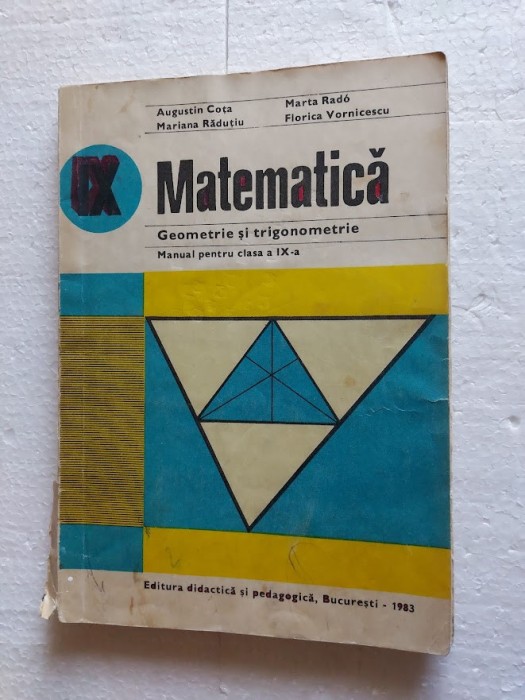 Augustin Coța Marta Radó
Mariana Răduțiu Florica Vornicescu
IX Matematică
Geometrie și trigonometrie
Manual pentru clasa a IX-a
Editura didactică și pedagogică, București - 1983